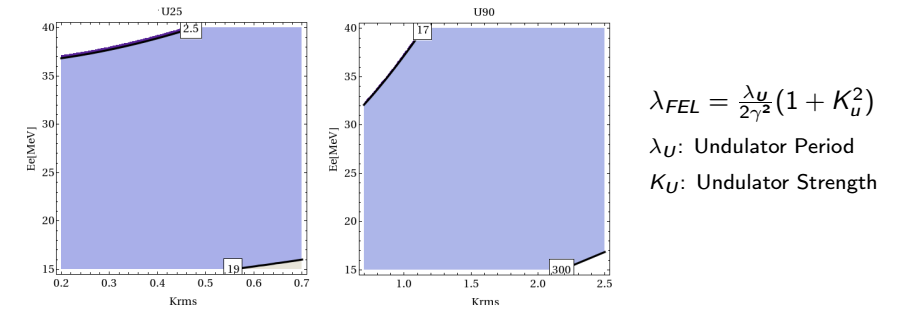 U25
2.5
19
40
35
30
25
20
15
Ee[MeV]
0.2 0.3 0.4 0.5 0.6 0.7
Krms
U90
17
300
40
35
30
25
20
15
Ee[MeV]
1.0 1.5 2.0 2.5
Krms
λ_FEL = λ_U/2γ² (1 + K_u²)
λ_U: Undulator Period
K_U: Undulator Strength